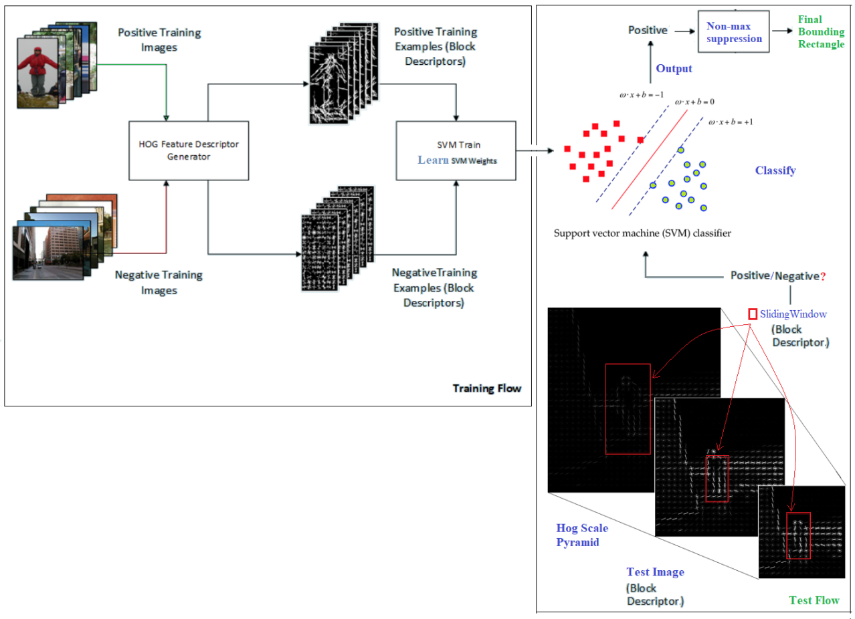 Positive Training
Images
Positive Training
Examples (Block
Descriptors)
HOG Feature Descriptor
Generator
SVM Train
Learn SVM Weights
Negative Training
Images
NegativeTraining
Examples (Block
Descriptors)
Training Flow
Positive
Non-max
suppression
Final
Bounding
Rectangle
Output
ω·x+b=−1
ω·x+b=0
ω·x+b=+1
Classify
Support vector machine (SVM) classifier
Positive/Negative?
SlidingWindow
(Block
Descriptor.)
Hog Scale
Pyramid
Test Image
(Block
Descriptor.)
Test Flow